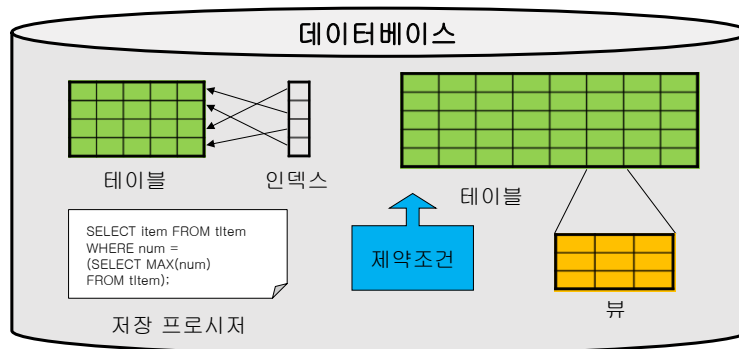 데이터베이스
테이블
인덱스
테이블
SELECT item FROM tItem
WHERE num =
(SELECT MAX(num)
FROM tItem);
제약조건
저장 프로시저
뷰